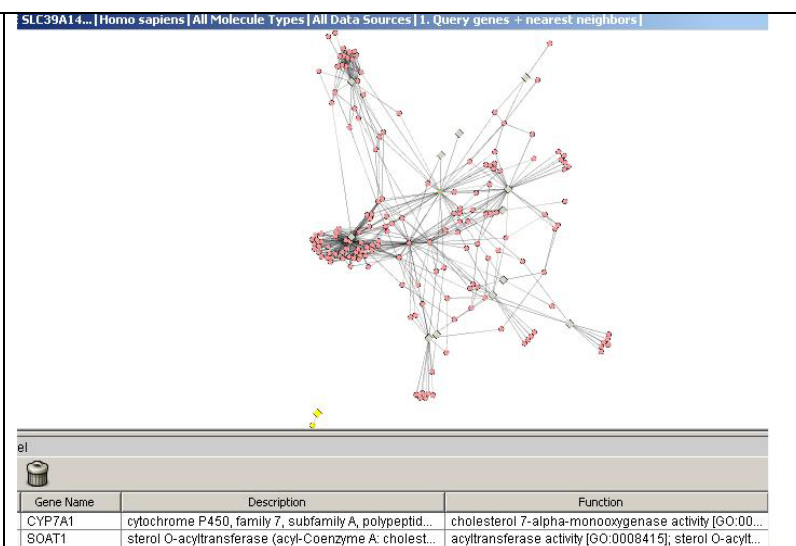 SLC39A14...|Homo sapiens|All Molecule Types|All Data Sources|1. Query genes + nearest neighbors|
el
Gene Name Description Function
CYP7A1 cytochrome P450, family 7, subfamily A, polypeptid... cholesterol 7-alpha-monooxygenase activity [GO:00...
SOAT1 sterol O-acyltransferase (acyl-Coenzyme A: cholest... acyltransferase activity [GO:0008415]; sterol O-acylt...